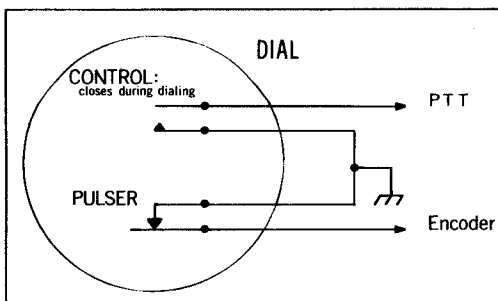 DIAL
CONTROL:
closes during dialing
PTT
PULSER
Encoder